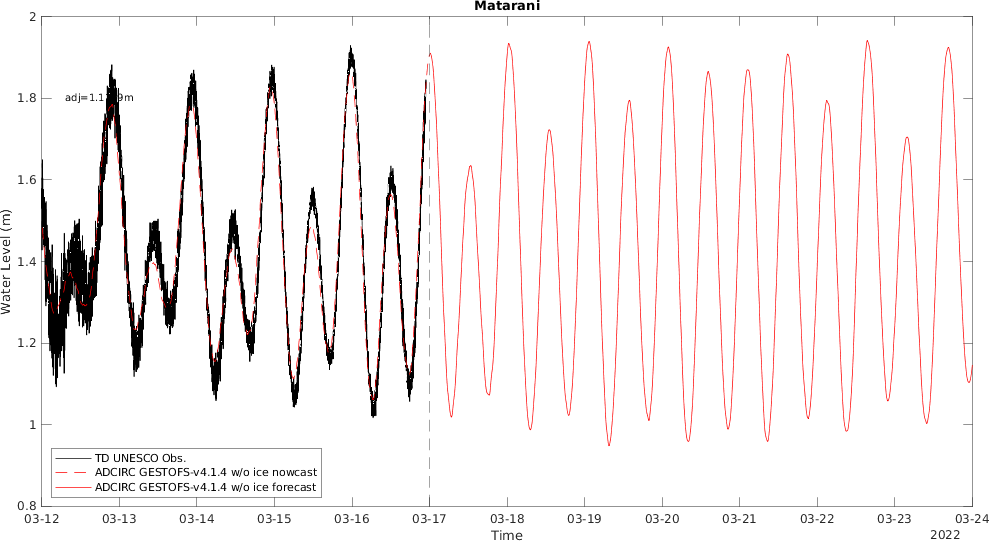 Matarani
2
1.8
1.6
1.4
1.2
1
0.8
Water Level (m)
TD UNESCO Obs.
ADCIRC GESTOFS-v4.1.4 w/o ice nowcast
ADCIRC GESTOFS-v4.1.4 w/o ice forecast
03-12 03-13 03-14 03-15 03-16 03-17 03-18 03-19 03-20 03-21 03-22 03-23 03-24
Time
2022